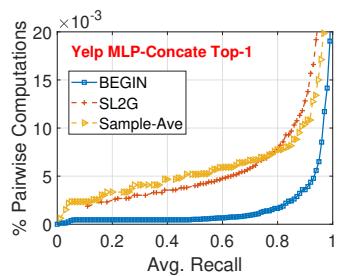 20 ×10⁻³
Yelp MLP-Concate Top-1
BEGIN
SL2G
Sample-Ave
15
10
5
0
0 0.2 0.4 0.6 0.8 1
Avg. Recall
% Pairwise Computations